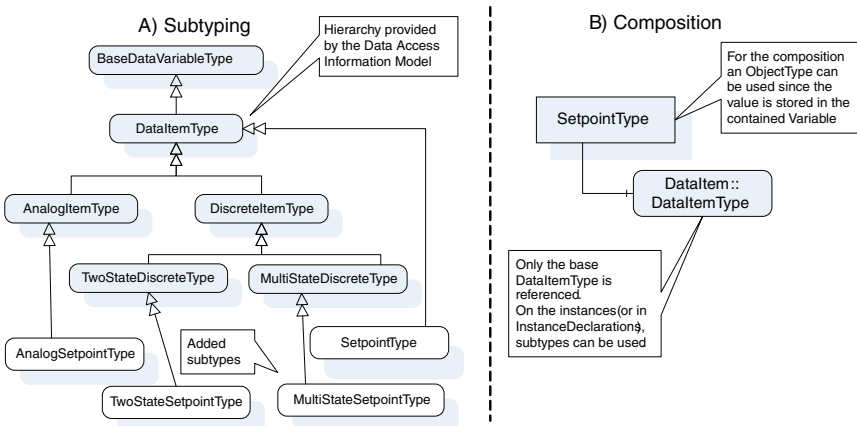 A) Subtyping
Hierarchy provided
by the Data Access
Information Model
BaseDataVariableType
DataItemType
AnalogItemType
DiscreteItemType
TwoStateDiscreteType
MultiStateDiscreteType
AnalogSetpointType
Added
subtypes
SetpointType
TwoStateSetpointType
MultiStateSetpointType
B) Composition
For the composition
an ObjectType can
be used since the
value is stored in the
contained Variable
SetpointType
DataItem::
DataItemType
Only the base
DataItemType is
referenced.
On the instances(or in
InstanceDeclarations),
subtypes can be used